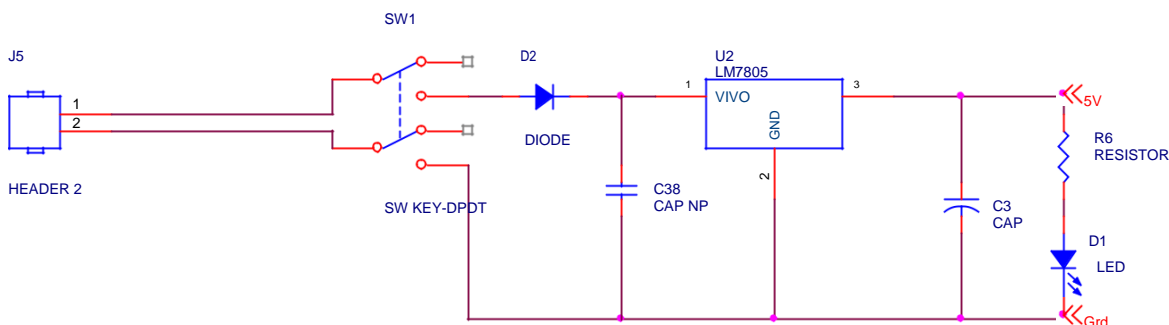 SW1
J5
D2
U2
LM7805
1
2
1
VIVO
3
GND
2
5V
DIODE
R6
RESISTOR
HEADER 2
C38
CAP NP
SW KEY-DPDT
C3
CAP
D1
LED
Grd